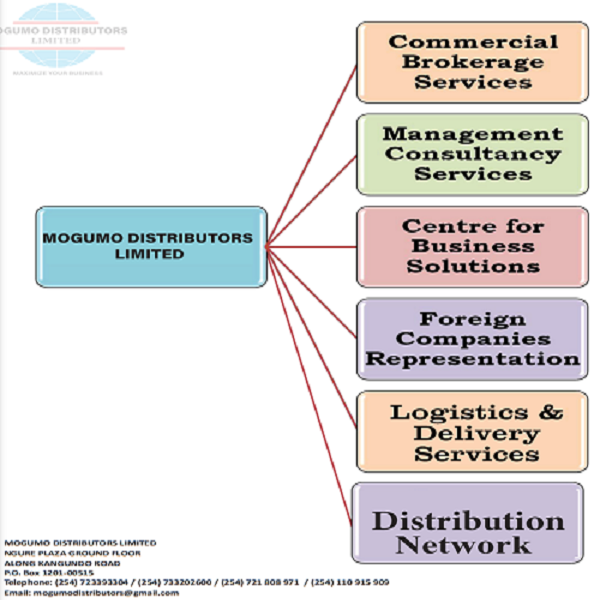 MOGUMO DISTRIBUTORS
LIMITED
MAXIMIZE YOUR BUSINESS
Commercial
Brokerage
Services
Management
Consultancy
Services
MOGUMO DISTRIBUTORS
LIMITED
Centre for
Business
Solutions
Foreign
Companies
Representation
Logistics &
Delivery
Services
Distribution
Network
MOGUMO DISTRIBUTORS LIMITED
NGURE PLAZA GROUND FLOOR
ALONG KANGUNDO ROAD
P.O. Box 1201-00515
Telephone: (254) 723393304 / (254) 733202600 / (254) 721 808 971 / (254) 110 915 909
Email: mogumodistributors@gmail.com